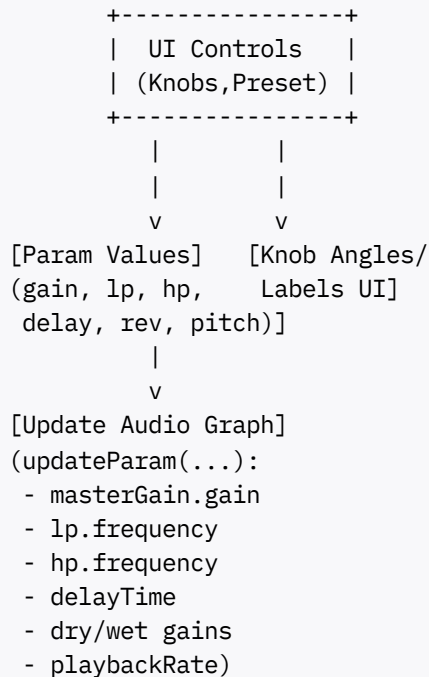 +----------------+
|  UI Controls   |
| (Knobs,Preset) |
+----------------+
|        |
|        |
v        v
[Param Values]   [Knob Angles/
(gain, lp, hp,    Labels UI]
delay, rev, pitch)]
|
v
[Update Audio Graph]
(updateParam(...):
- masterGain.gain
- lp.frequency
- hp.frequency
- delayTime
- dry/wet gains
- playbackRate)